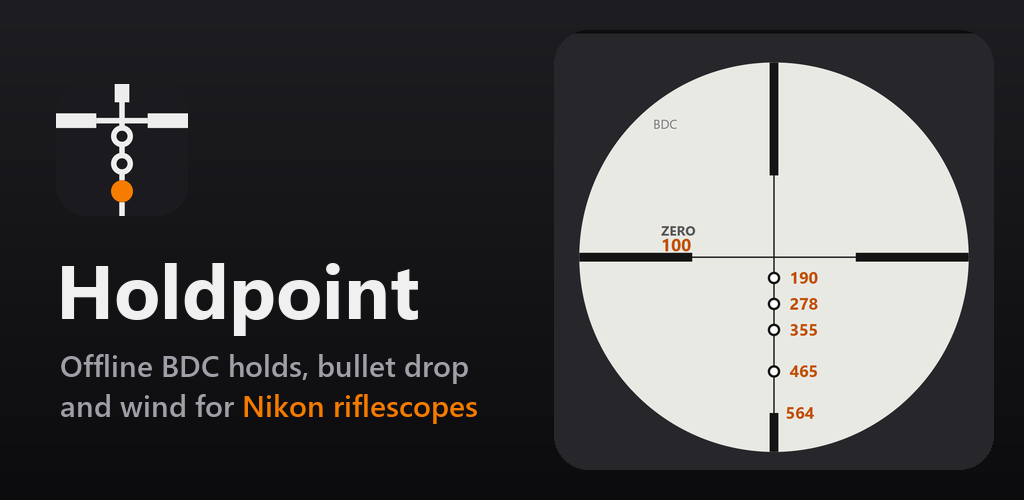 Holdpoint
Offline BDC holds, bullet drop
and wind for Nikon riflescopes
BDC
ZERO
100
190
278
355
465
564